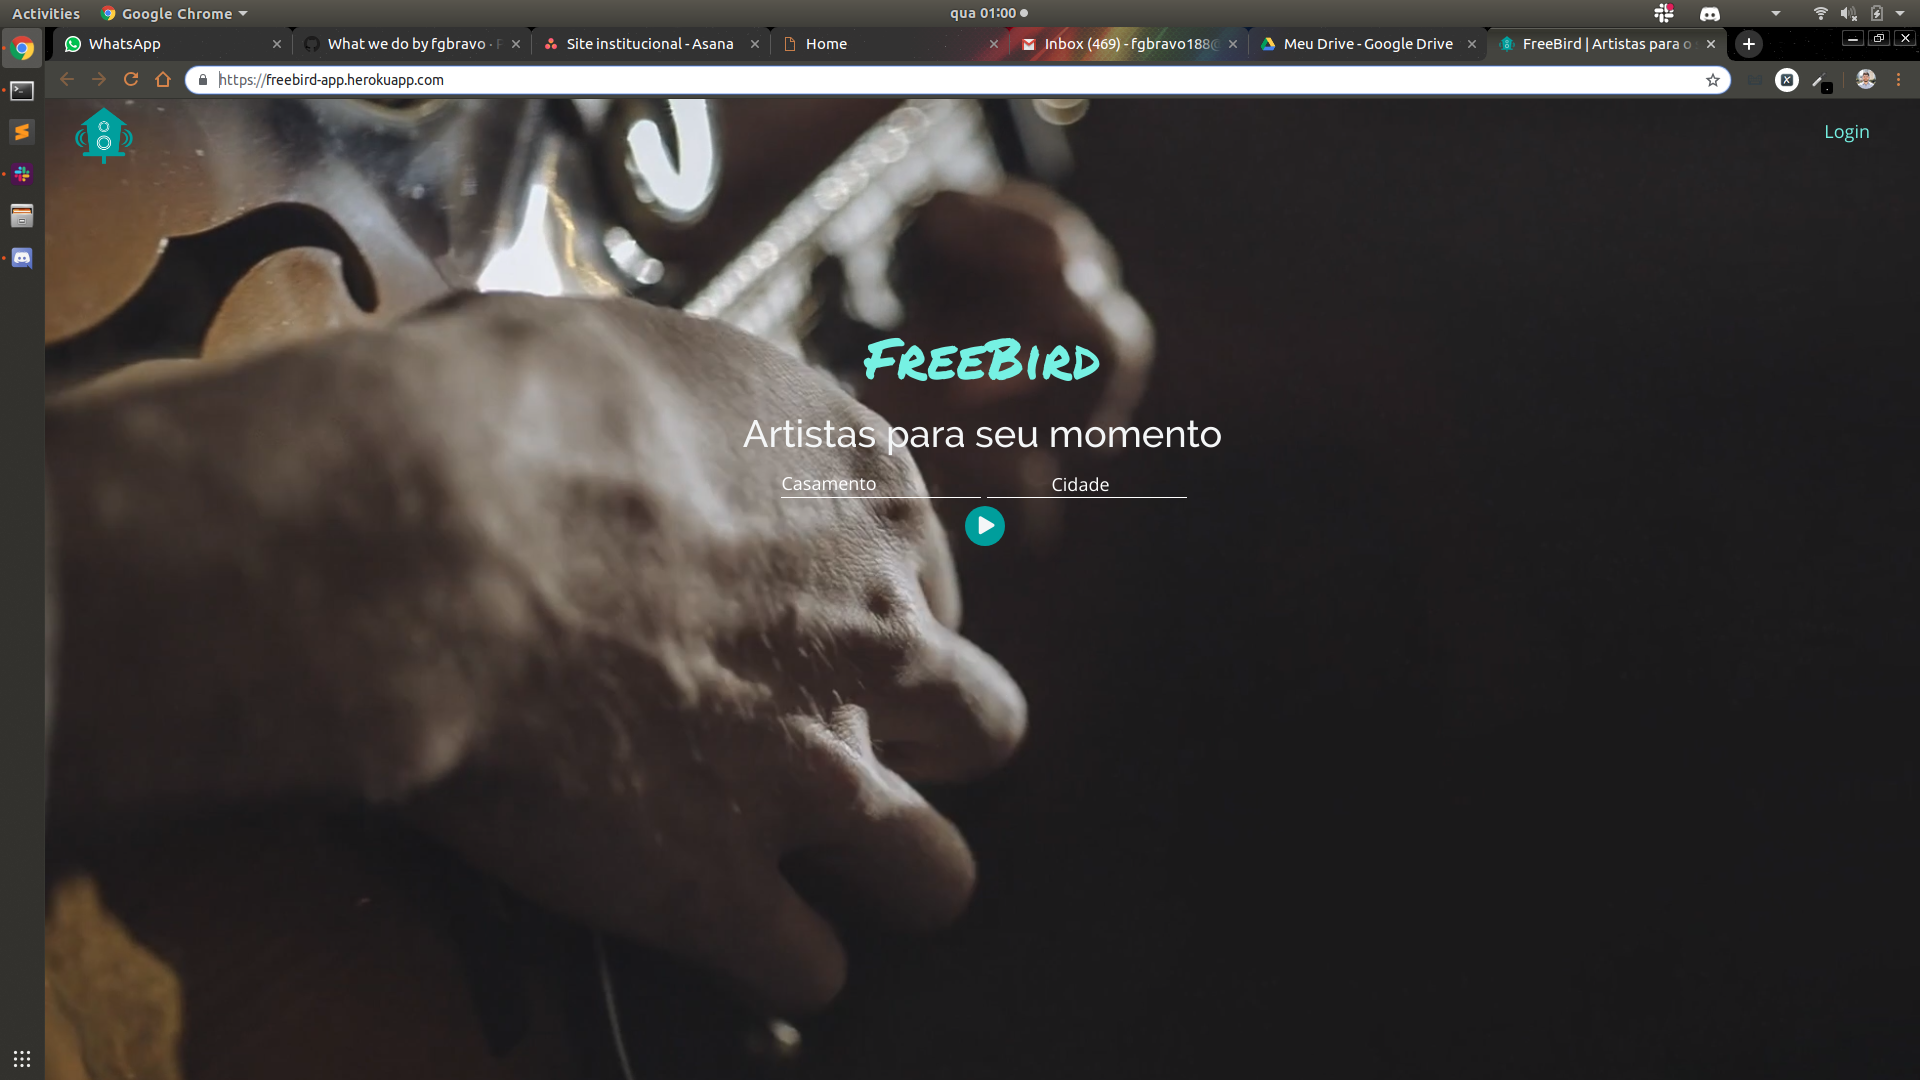 Activities
Google Chrome
qua 01:00
WhatsApp
What we do by fgbravo ·
Site institucional - Asana
Home
Inbox (469) - fgbravo188@
Meu Drive - Google Drive
FreeBird | Artistas para o
https://freebird-app.herokuapp.com
Login
FREEBIRD
Artistas para seu momento
Casamento
Cidade